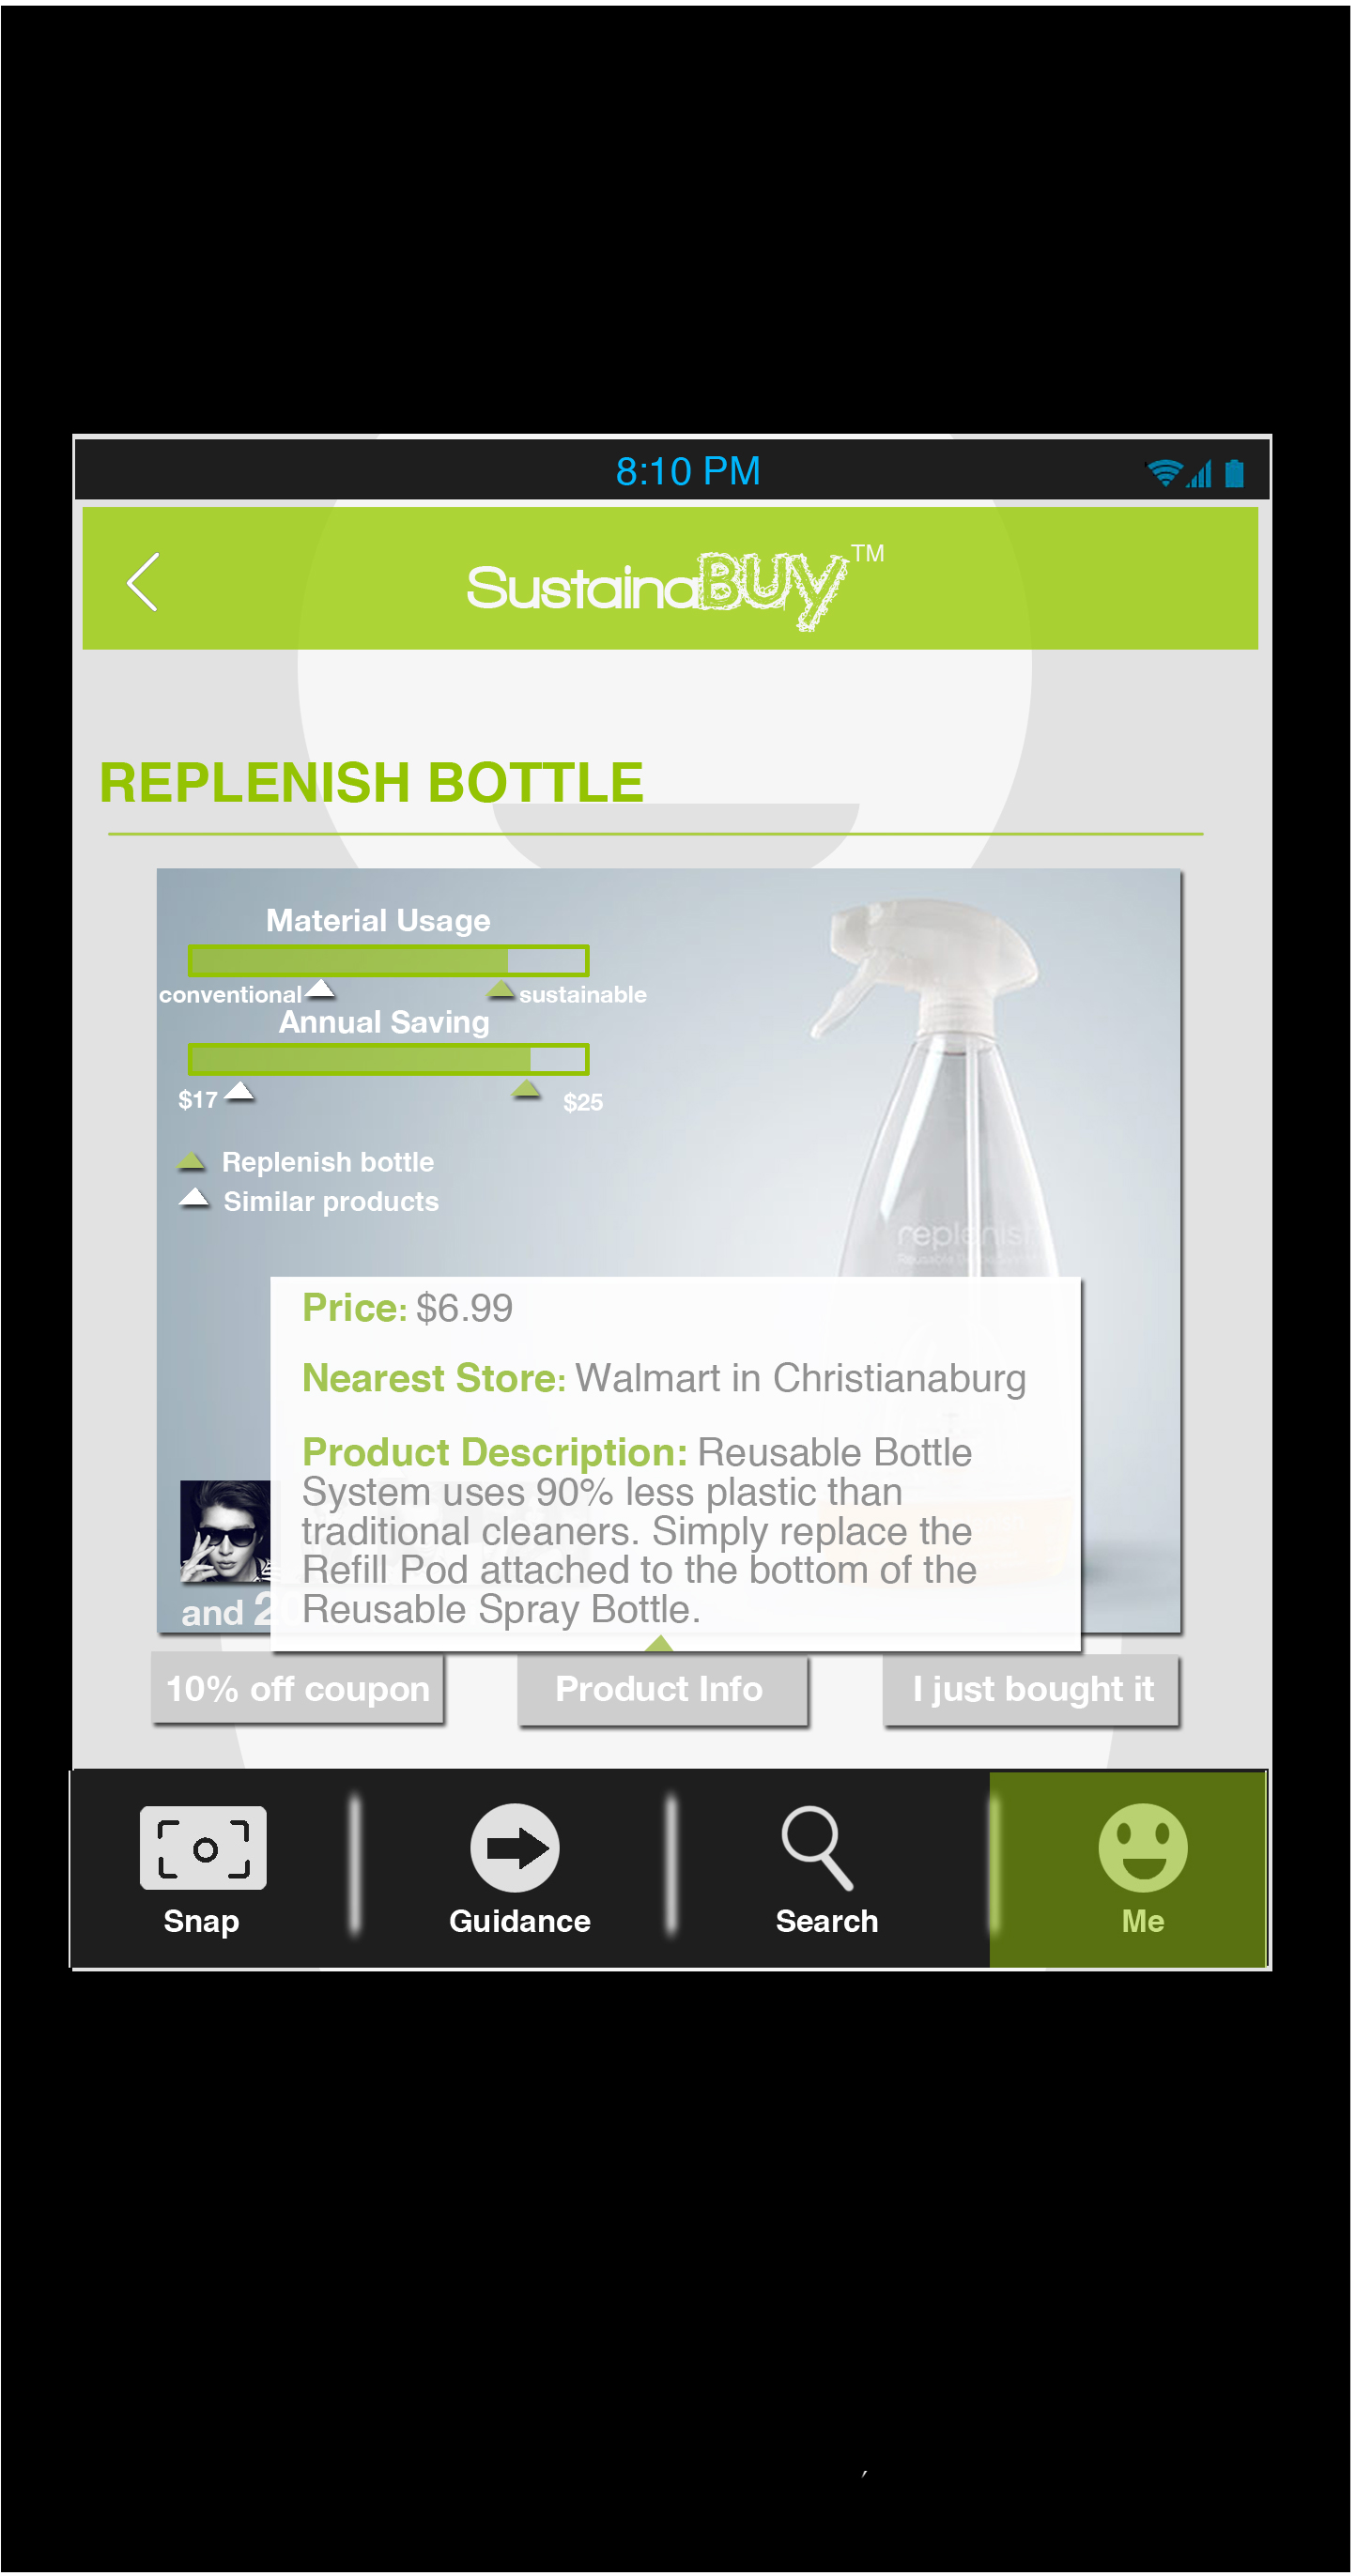 8:10 PM
SustainaBUY™
REPLENISH BOTTLE
Material Usage
conventional
sustainable
Annual Saving
$17
$25
Replenish bottle
Similar products
replenish
Price: $6.99
Nearest Store: Walmart in Christianaburg
Product Description: Reusable Bottle
System uses 90% less plastic than
traditional cleaners. Simply replace the
Refill Pod attached to the bottom of the
Reusable Spray Bottle.
and
10% off coupon
Product Info
I just bought it
Snap
Guidance
Search
Me